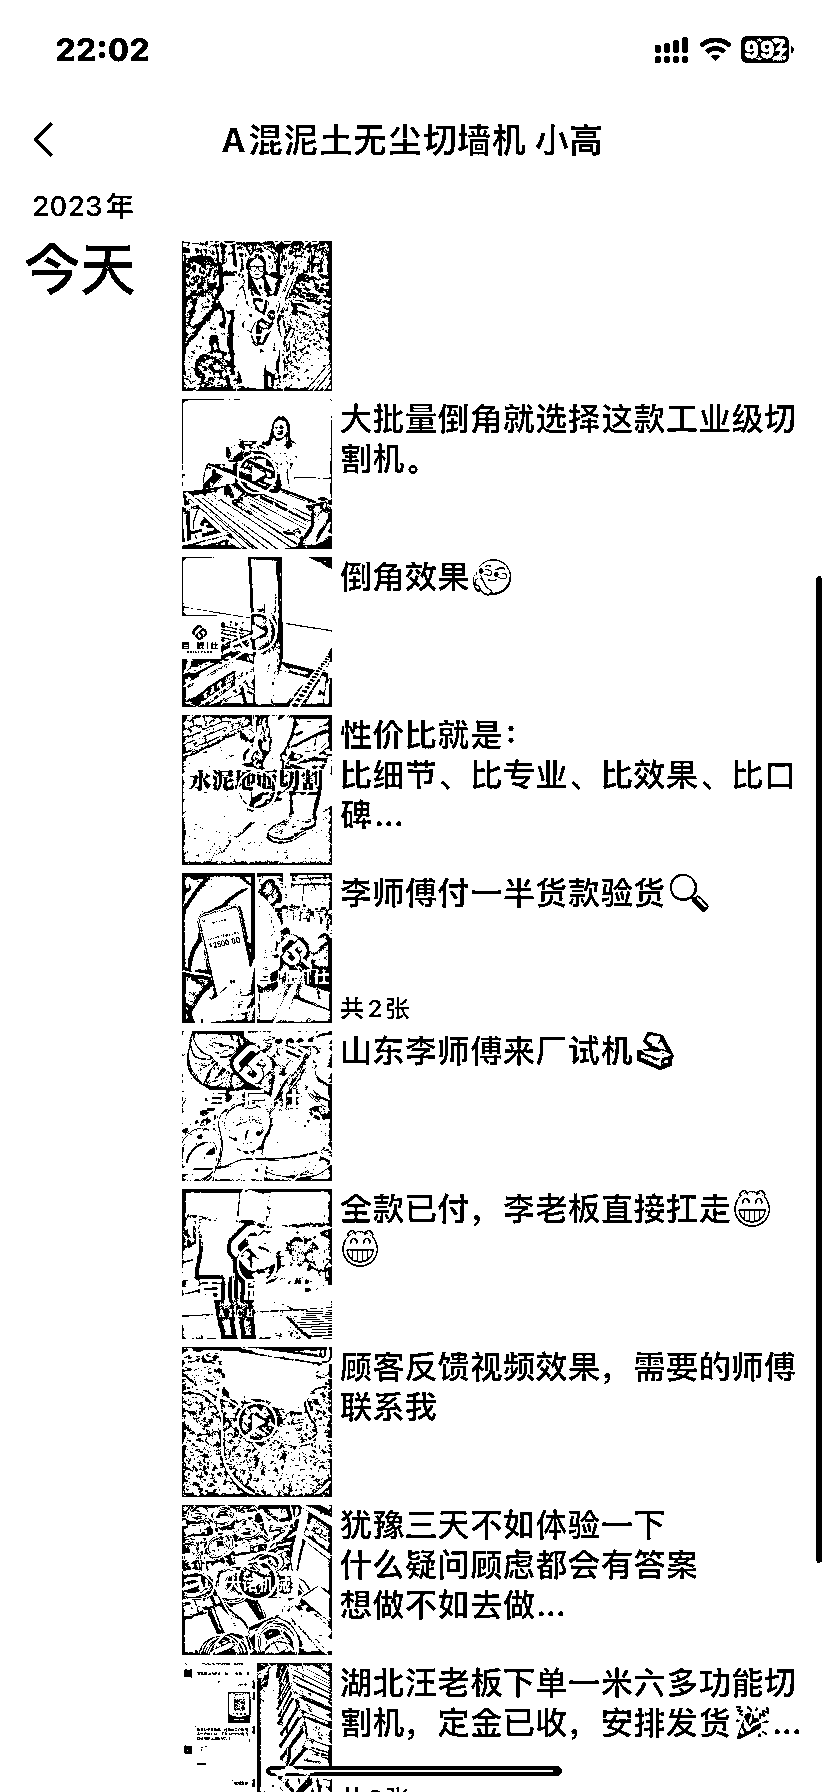 22:02
99
A混泥土无尘切墙机 小高
2023年
今天
大批量倒角就选择这款工业级切
割机。
倒角效果
性价比就是：
比细节、比专业、比效果、比口
碑...
水泥地面切割
李师傅付一半货款验货🔍
¥2500.00
共2张
山东李师傅来厂试机
全款已付，李老板直接扛走😁
😁
顾客反馈视频效果，需要的师傅
联系我
犹豫三天不如体验一下
什么疑问顾虑都会有答案
想做不如去做...
湖北汪老板下单一米六多功能切
割机，定金已收，安排发货🎉...